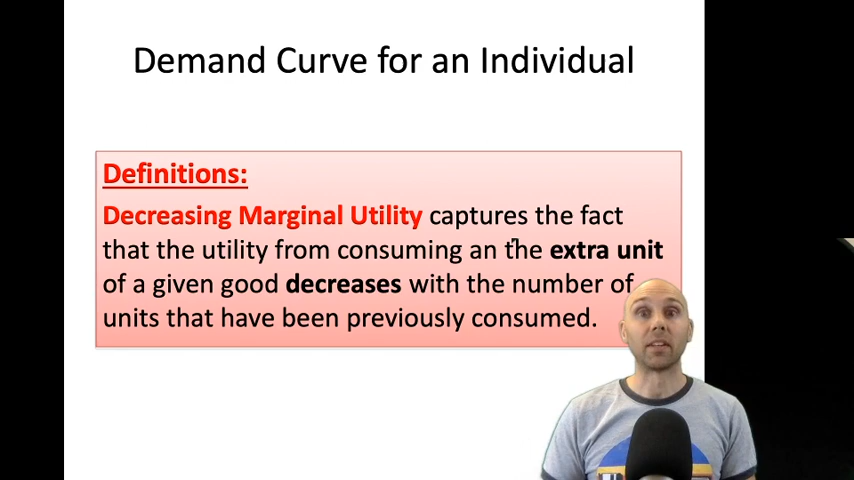 Demand Curve for an Individual
Definitions:
Decreasing Marginal Utility captures the fact
that the utility from consuming an the extra unit
of a given good decreases with the number of
units that have been previously consumed.